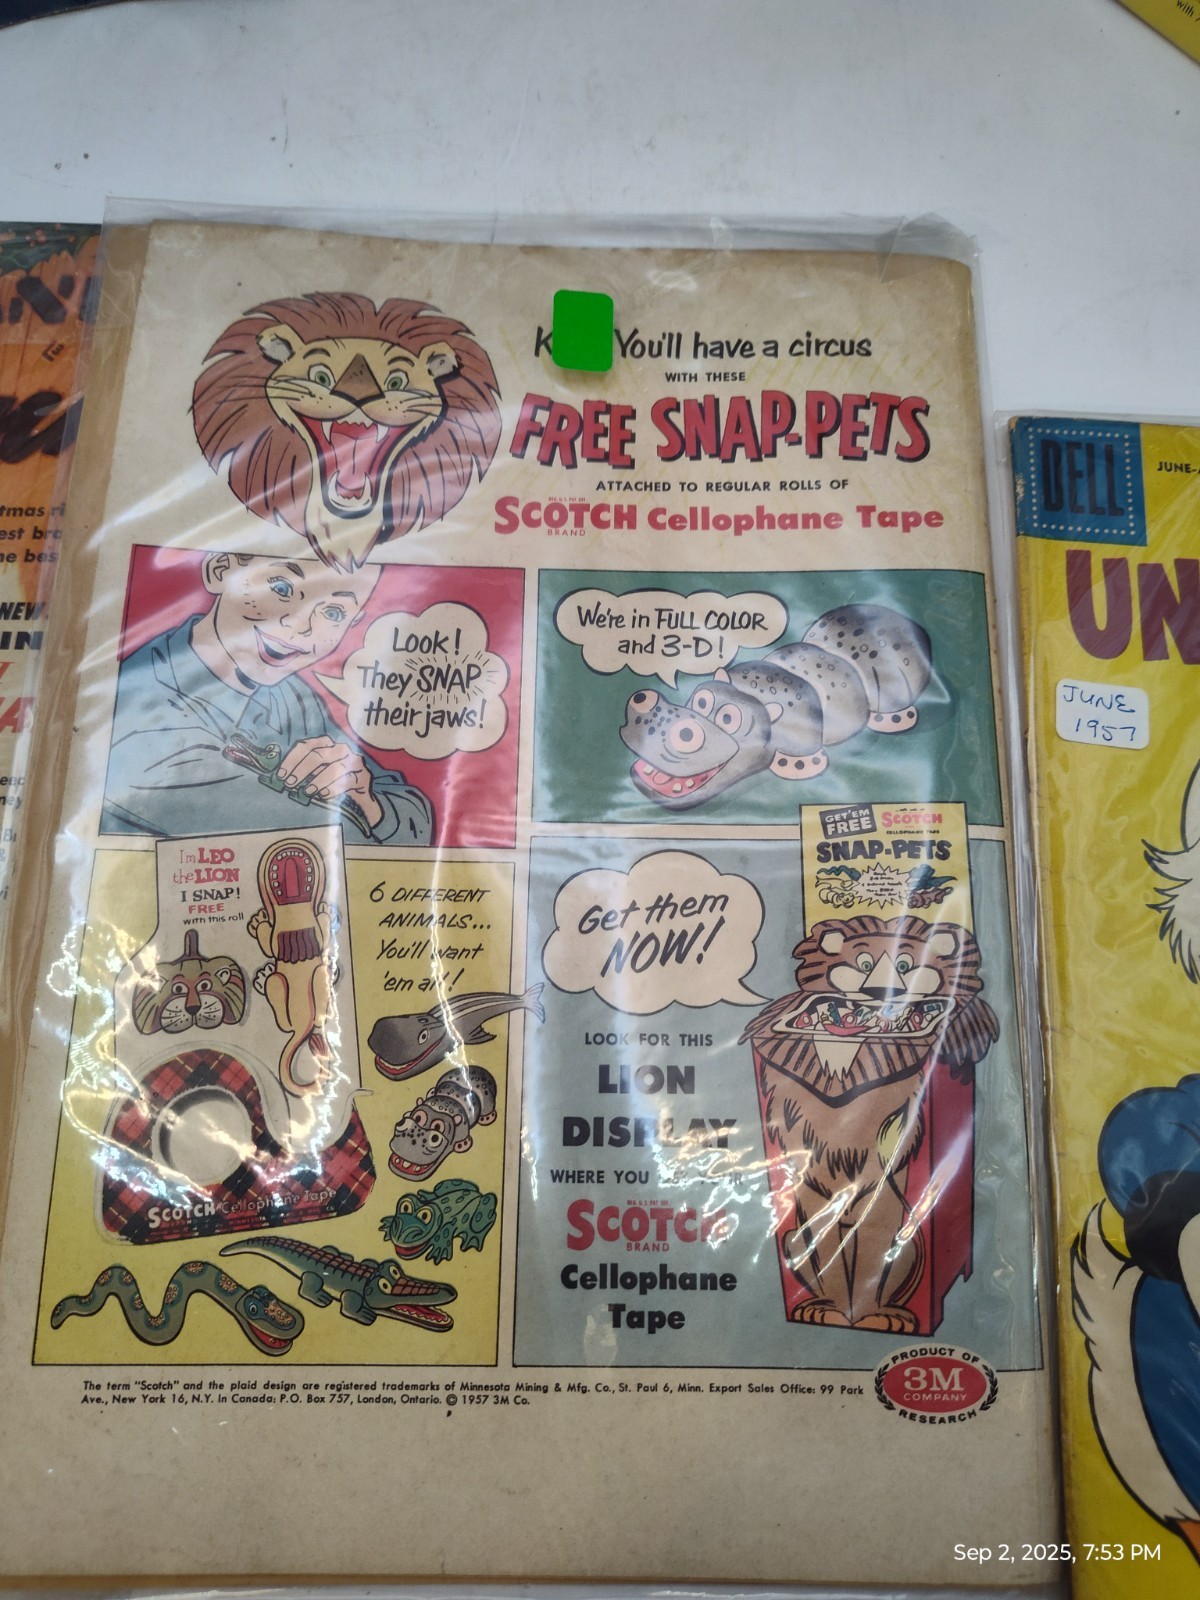 You'll have a circus
WITH THESE
FREE SNAP-PETS
ATTACHED TO REGULAR ROLLS OF
SCOTCH Cellophane Tape
BRAND
Look!
They SNAP
their jaws!
We're in FULL COLOR
and 3-D!
I'm LEO
the LION
I SNAP!
FREE
with this roll
SCOTCH Cellophane Tape
6 DIFFERENT
ANIMALS...
You'll want
'em all!
Get them
NOW!
GET 'EM
FREE
SCOTCH
CELLOPHANE TAPE
SNAP-PETS
LOOK FOR THIS
LION
DISPLAY
WHERE YOU
SCOTCH
BRAND
Cellophane
Tape
The term "Scotch" and the plaid design are registered trademarks of Minnesota Mining & Mfg. Co., St. Paul 6, Minn. Export Sales Office: 99 Park
Ave., New York 16, N.Y. In Canada: P.O. Box 757, London, Ontario. © 1957 3M Co.
PRODUCT OF
3M
COMPANY
RESEARCH
DELL
JUNE-
UN
JUNE
1957
NEW
IN
with
Sep 2, 2025, 7:53 PM